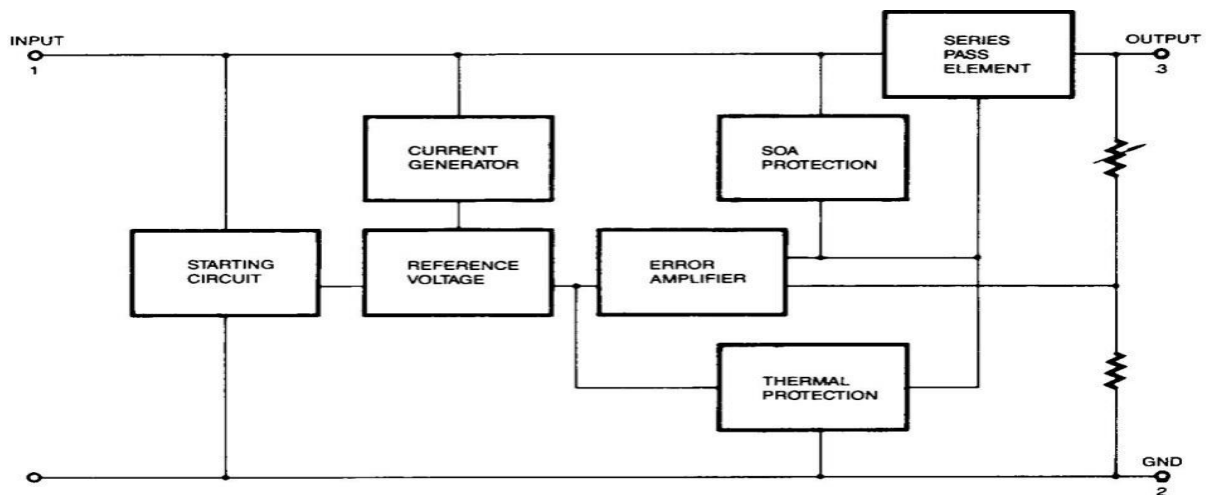 INPUT
1
SERIES
PASS
ELEMENT
OUTPUT
3
CURRENT
GENERATOR
SOA
PROTECTION
STARTING
CIRCUIT
REFERENCE
VOLTAGE
ERROR
AMPLIFIER
THERMAL
PROTECTION
GND
2